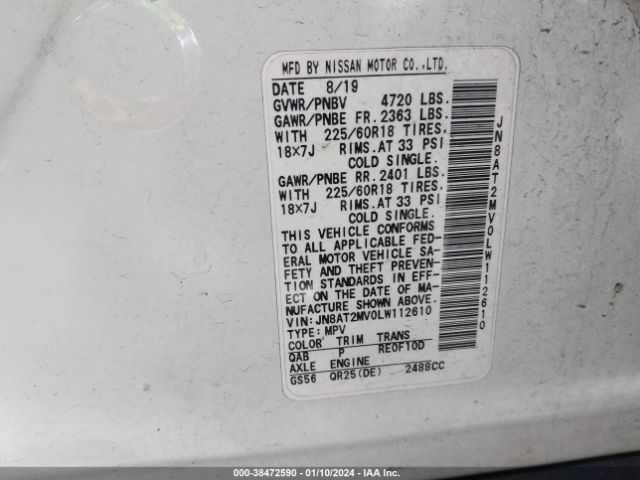 MFD BY NISSAN MOTOR CO.,LTD.
DATE 8/19
GVWR/PNBV 4720 LBS.
GAWR/PNBE FR. 2363 LBS.
WITH 225/60R18 TIRES,
18X7J RIMS.AT 33 PSI
COLD SINGLE.
GAWR/PNBE RR. 2401 LBS.
WITH 225/60R18 TIRES,
18X7J RIMS.AT 33 PSI
COLD SINGLE.
THIS VEHICLE CONFORMS
TO ALL APPLICABLE FED-
ERAL MOTOR VEHICLE SA-
FETY AND THEFT PREVEN-
TION STANDARDS IN EFF-
ECT ON THE DATE OF MA-
NUFACTURE SHOWN ABOVE.
VIN: JN8AT2MV0LW112610
TYPE: MPV
COLOR TRIM TRANS
QAB P RE0F10D
AXLE ENGINE
GS56 QR25(DE) 2488CC
JN8AT2MV0LW112610
000-38472590 - 01/10/2024 - IAA Inc.